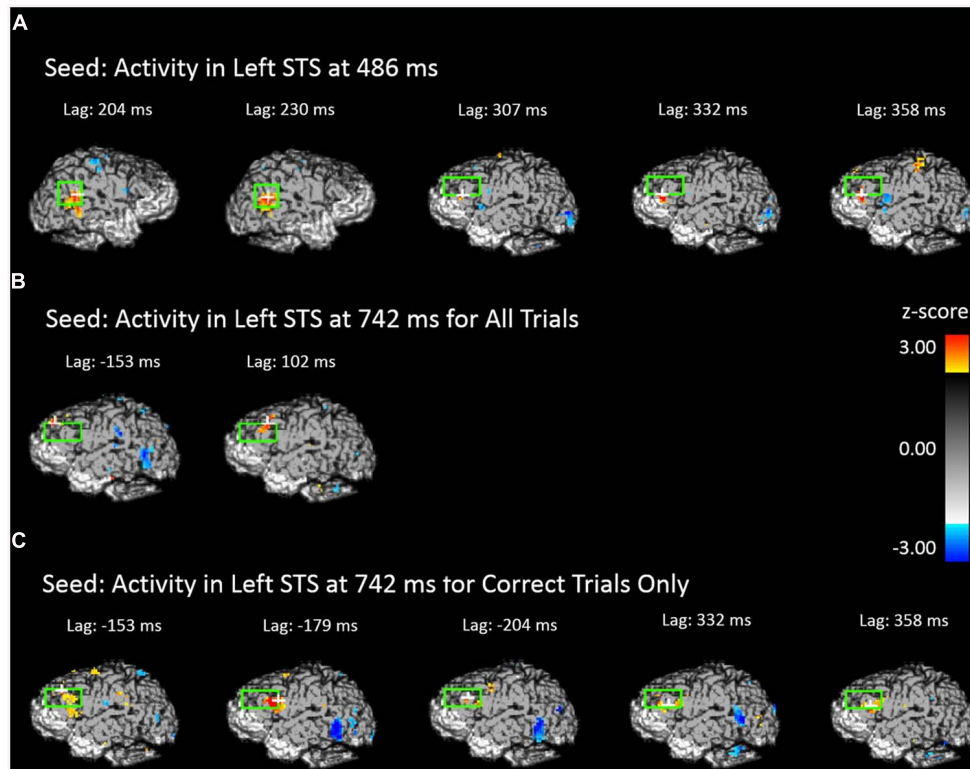 A
Seed: Activity in Left STS at 486 ms
Lag: 204 ms
Lag: 230 ms
Lag: 307 ms
Lag: 332 ms
Lag: 358 ms
B
Seed: Activity in Left STS at 742 ms for All Trials
Lag: -153 ms
Lag: 102 ms
z-score
3.00
0.00
-3.00
C
Seed: Activity in Left STS at 742 ms tor Correct Trials Only
Lag: -153 ms
Lag: -179 ms
Lag: -204 ms
Lag: 332 ms
Lag: 358 ms